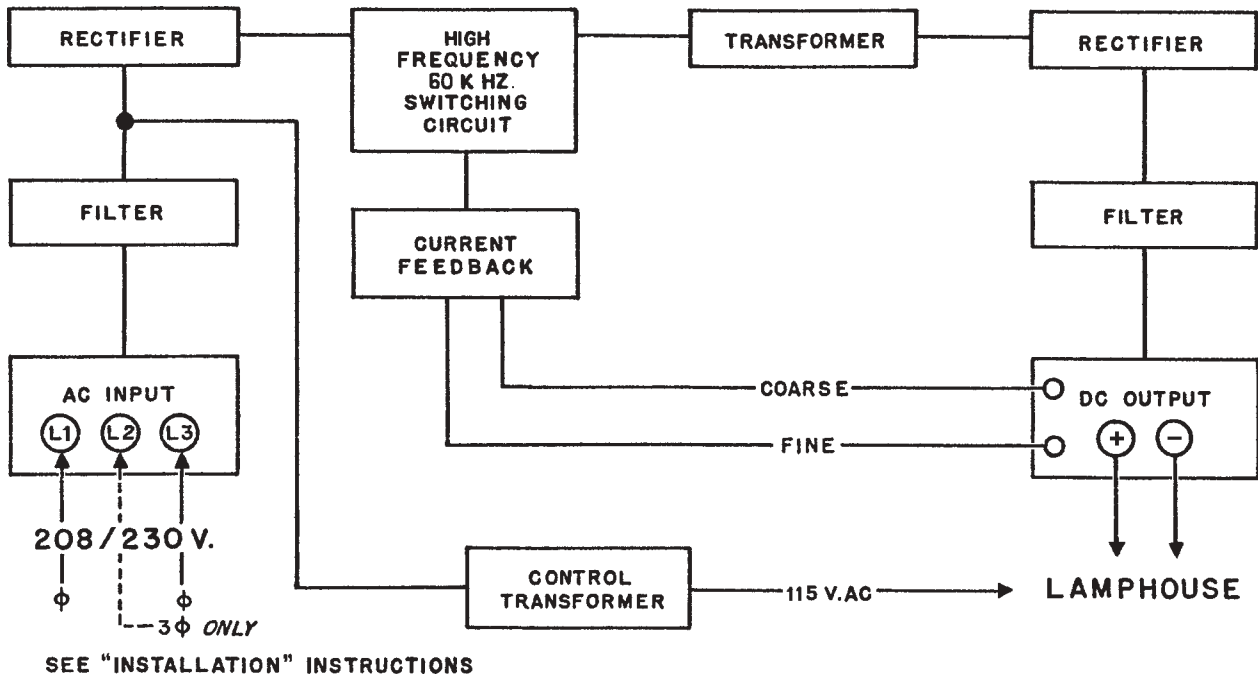 RECTIFIER
HIGH
FREQUENCY
60 K HZ.
SWITCHING
CIRCUIT
TRANSFORMER
RECTIFIER
FILTER
CURRENT
FEEDBACK
FILTER
AC INPUT
L1 L2 L3
COARSE
FINE
DC OUTPUT
+ −
208/230 V.
ϕ ϕ
3ϕ ONLY
CONTROL
TRANSFORMER
115 V.AC
LAMPHOUSE
SEE "INSTALLATION" INSTRUCTIONS